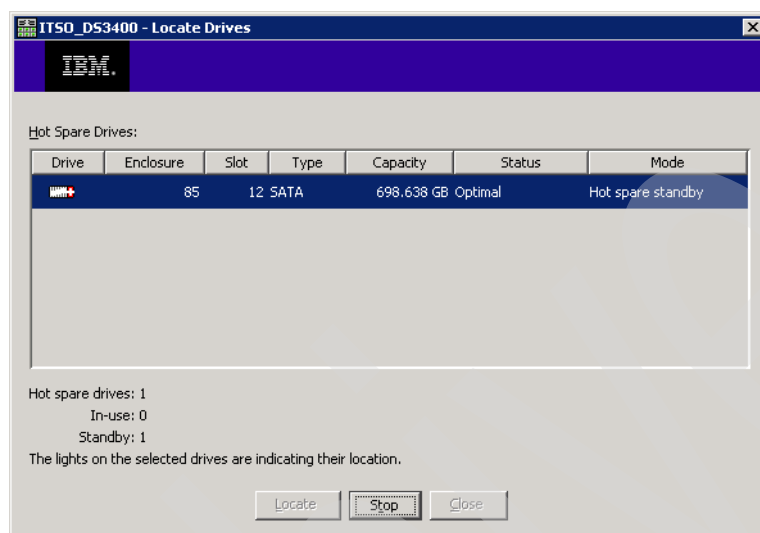 ITSO_DS3400 - Locate Drives
IBM.
Hot Spare Drives:
Drive Enclosure Slot Type Capacity Status Mode
85 12 SATA 698.638 GB Optimal Hot spare standby
Hot spare drives: 1
In-use: 0
Standby: 1
The lights on the selected drives are indicating their location.
Locate Stop Close